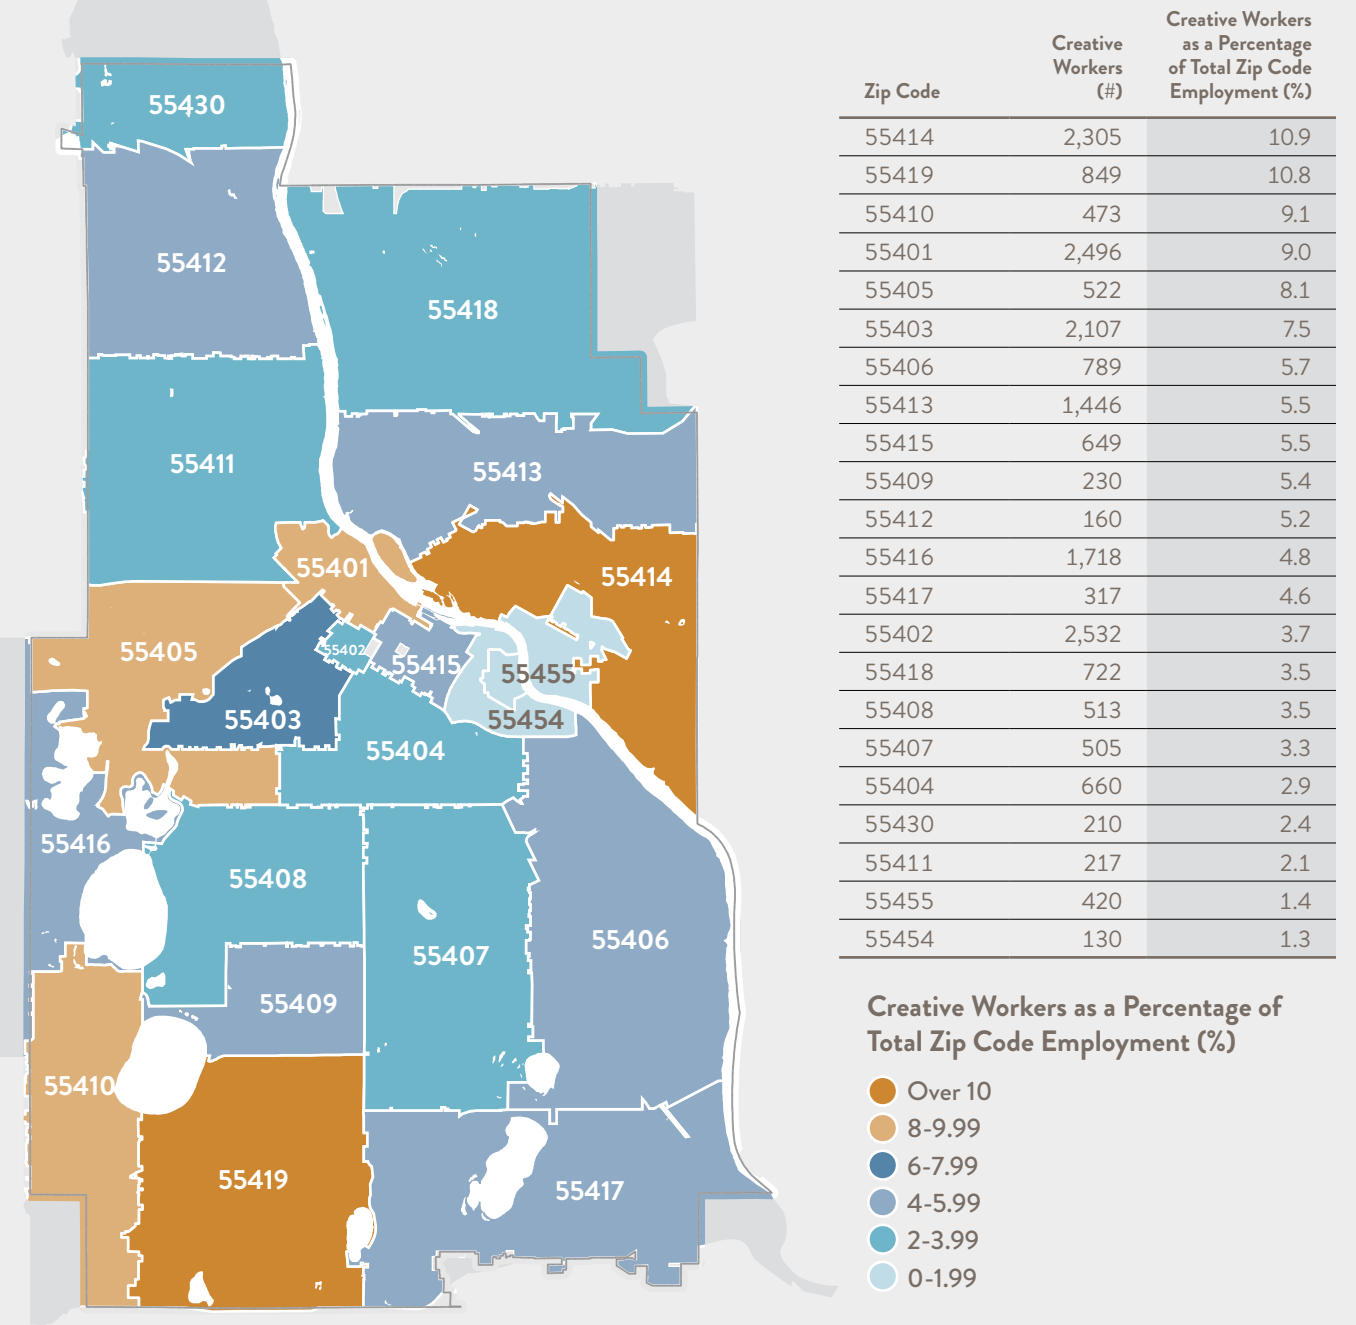 55430
55412
55418
55411
55413
55401
55414
55405
55402
55415
55455
55403
55454
55404
55416
55408
55406
55407
55409
55410
55419
55417
Zip Code
Creative
Workers
(#)
Creative Workers
as a Percentage
of Total Zip Code
Employment (%)
55414 2,305 10.9
55419 849 10.8
55410 473 9.1
55401 2,496 9.0
55405 522 8.1
55403 2,107 7.5
55406 789 5.7
55413 1,446 5.5
55415 649 5.5
55409 230 5.4
55412 160 5.2
55416 1,718 4.8
55417 317 4.6
55402 2,532 3.7
55418 722 3.5
55408 513 3.5
55407 505 3.3
55404 660 2.9
55430 210 2.4
55411 217 2.1
55455 420 1.4
55454 130 1.3
Creative Workers as a Percentage of
Total Zip Code Employment (%)
Over 10
8-9.99
6-7.99
4-5.99
2-3.99
0-1.99